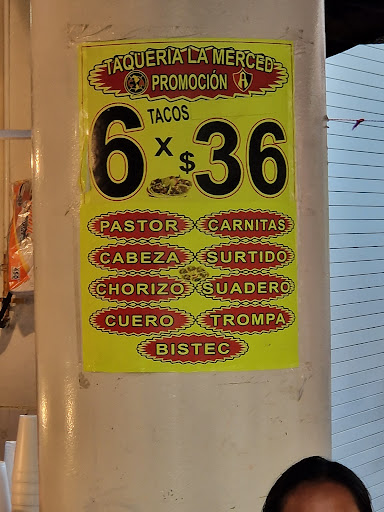 TAQUERIA LA MERCED
PROMOCIÓN
6 TACOS x $36
PASTOR CARNITAS
CABEZA SURTIDO
CHORIZO SUADERO
CUERO TROMPA
BISTEC